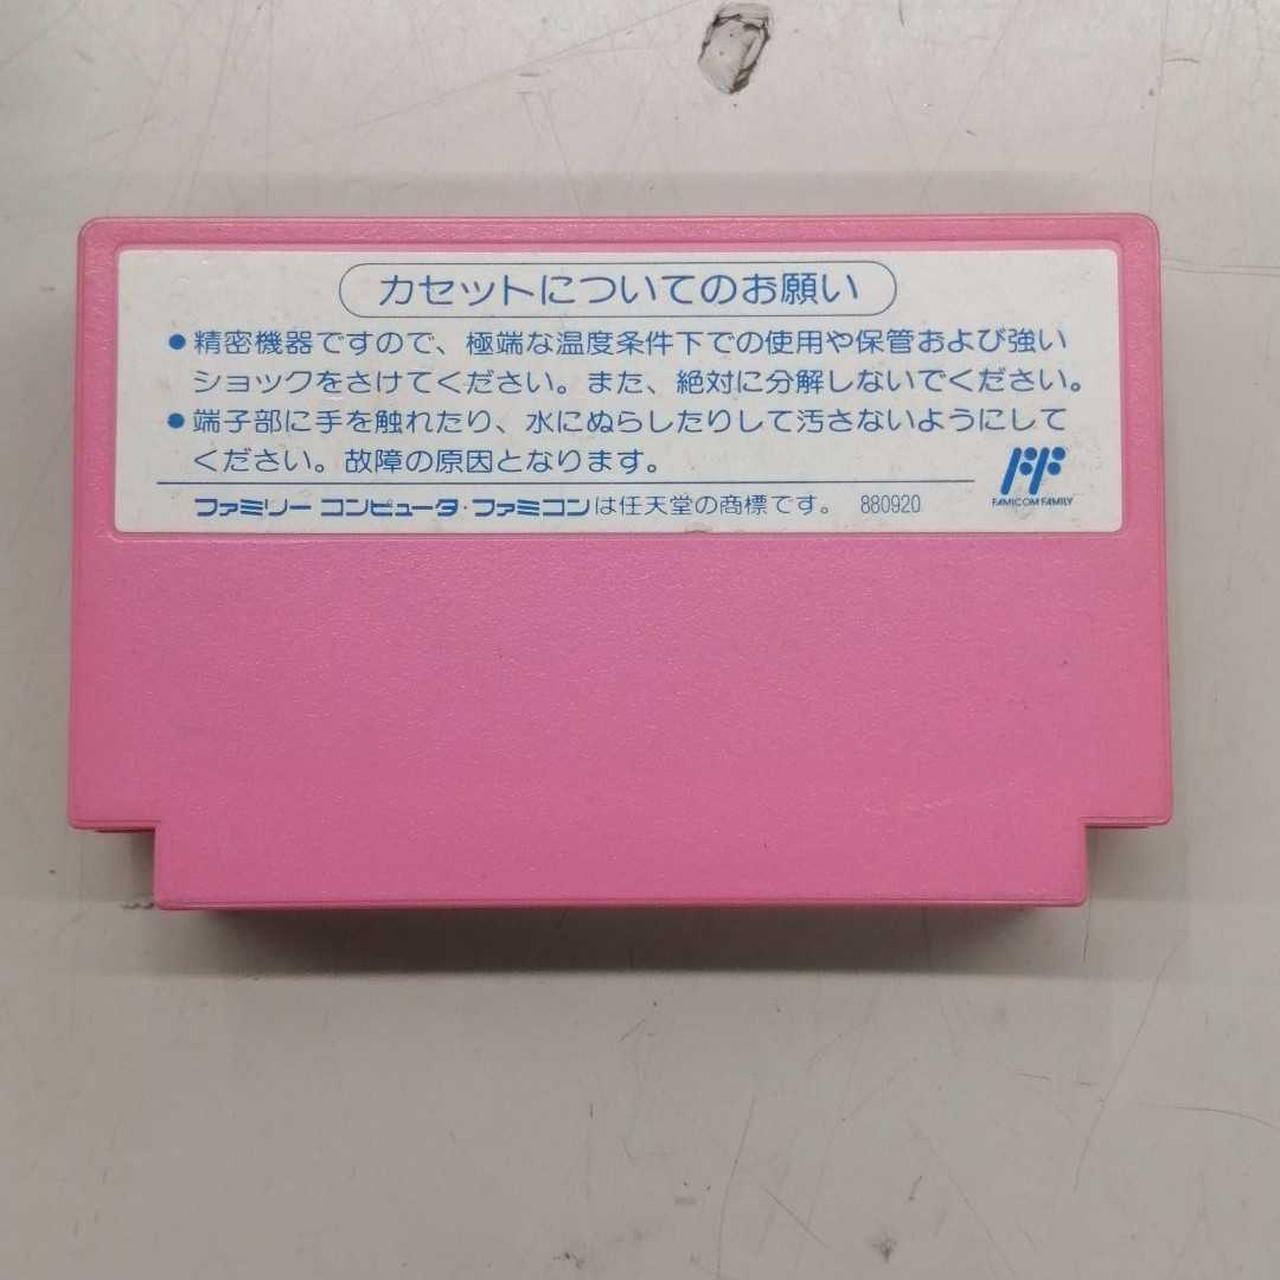 カセットについてのお願い
●精密機器ですので、極端な温度条件下での使用や保管および強い
ショックをさけてください。また、絶対に分解しないでください。
●端子部に手を触れたり、水にぬらしたりして汚さないようにして
ください。故障の原因となります。
ファミリーコンピュータ・ファミコンは任天堂の商標です。 880920
FF
FAMICOM FAMILY